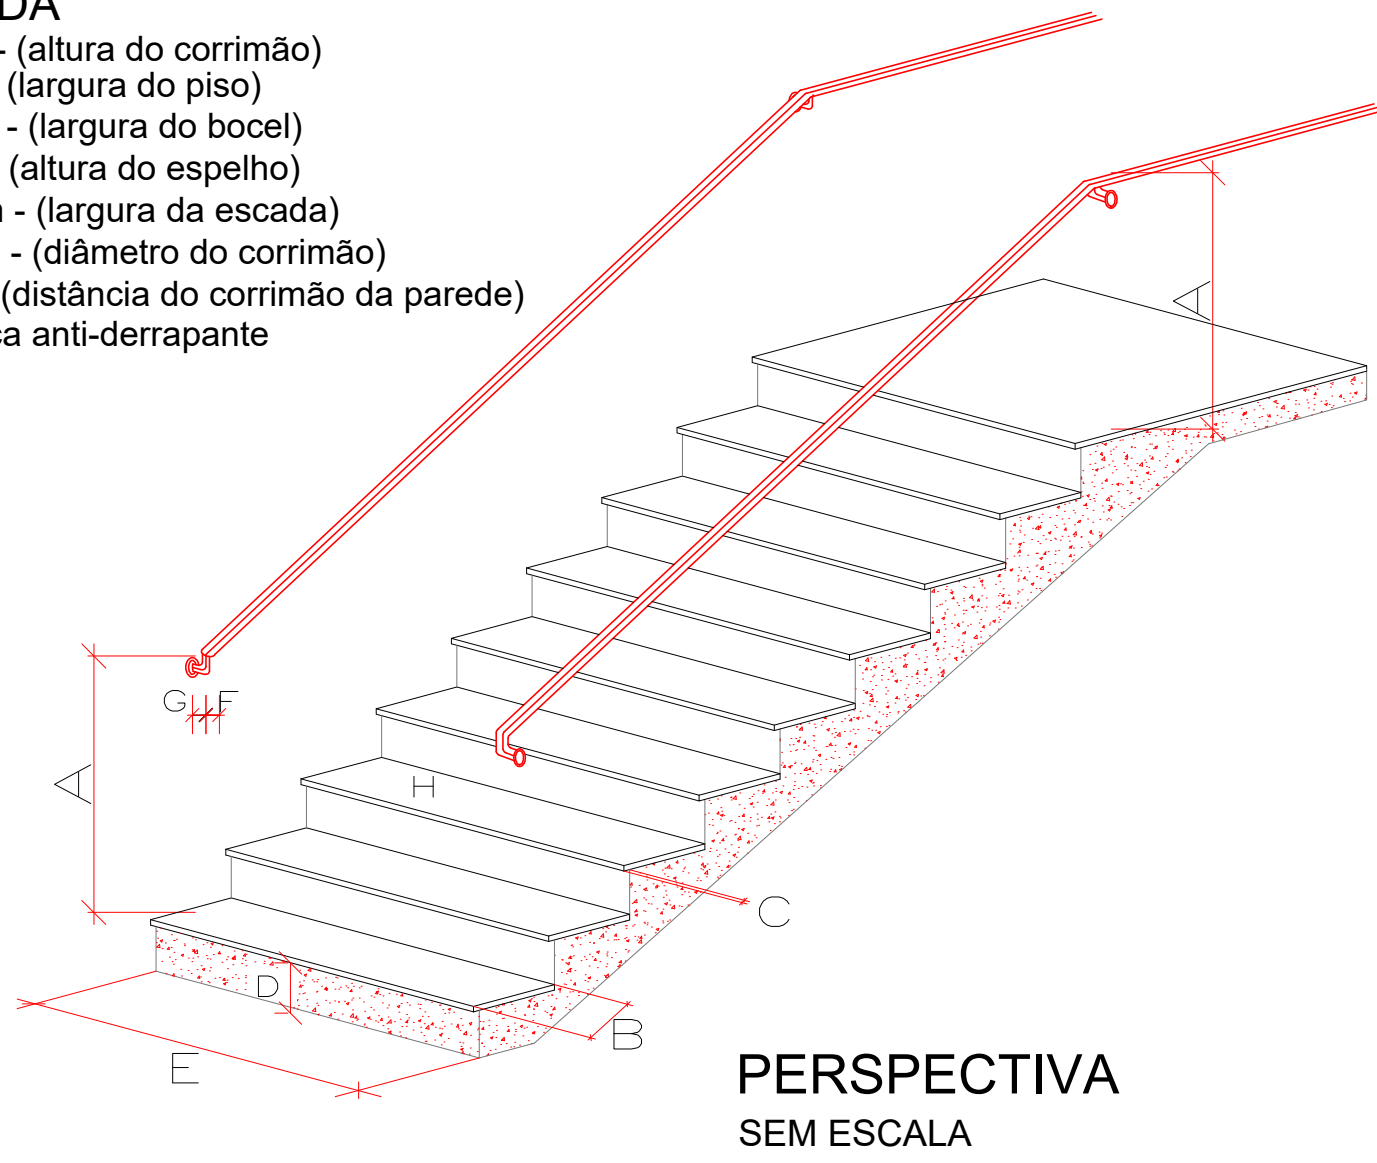 - (altura do corrimão)
(largura do piso)
- (largura do bocel)
(altura do espelho)
- (largura da escada)
- (diâmetro do corrimão)
(distância do corrimão da parede)
anti-derrapante
A
G F
A
H
C
D
B
E
PERSPECTIVA
SEM ESCALA